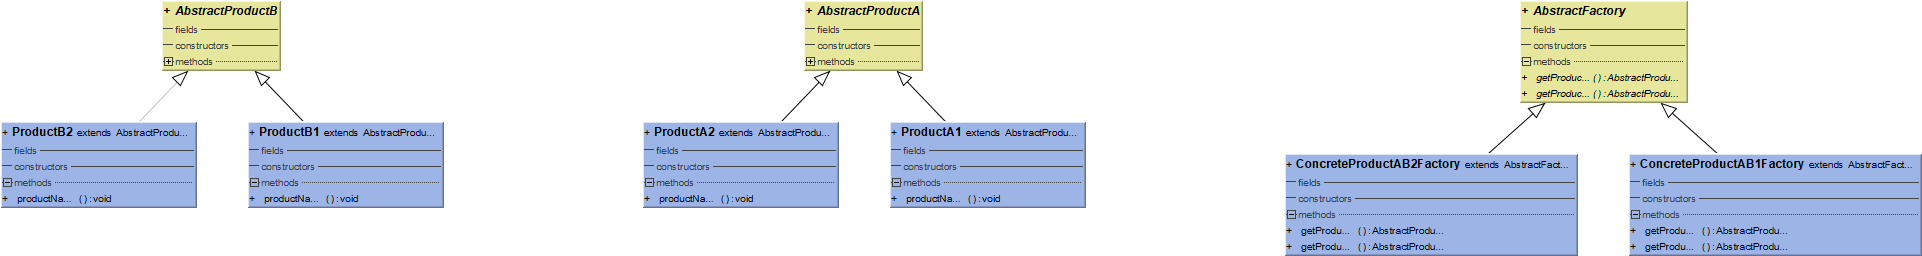 + AbstractProductB
fields
constructors
methods
+ ProductB2 extends AbstractProdu...
fields
constructors
methods
+ productNa... ( ) : void
+ ProductB1 extends AbstractProdu...
fields
constructors
methods
+ productNa... ( ) : void
+ AbstractProductA
fields
constructors
methods
+ ProductA2 extends AbstractProdu...
fields
constructors
methods
+ productNa... ( ) : void
+ ProductA1 extends AbstractProdu...
fields
constructors
methods
+ productNa... ( ) : void
+ AbstractFactory
fields
constructors
methods
+ getProduc... ( ) : AbstractProdu...
+ getProduc... ( ) : AbstractProdu...
+ ConcreteProductAB2Factory extends AbstractFact...
fields
constructors
methods
+ getProdu... ( ) : AbstractProdu...
+ getProdu... ( ) : AbstractProdu...
+ ConcreteProductAB1Factory extends AbstractFact...
fields
constructors
methods
+ getProdu... ( ) : AbstractProdu...
+ getProdu... ( ) : AbstractProdu...